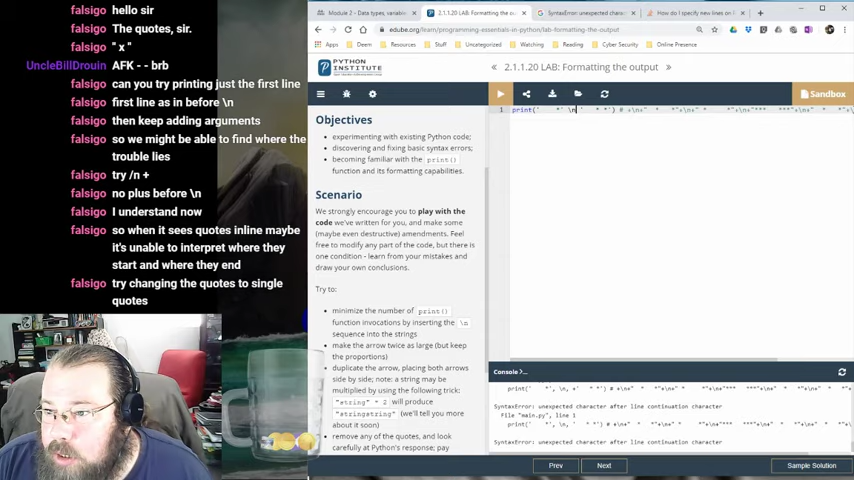 falsigo hello sir
falsigo The quotes, sir.
falsigo " x "
UncleBillDrouin AFK - - brb
falsigo can you try printing just the first line
falsigo first line as in before \n
falsigo then keep adding arguments
falsigo so we might be able to find where the
trouble lies
falsigo try /n +
falsigo no plus before \n
falsigo I understand now
falsigo so when it sees quotes inline maybe
it's unable to interpret where they
start and where they end
falsigo try changing the quotes to single
quotes
Module 2 – Data types, variable
2.1.1.20 LAB: Formatting the out
SyntaxError: unexpected charac
How do I specify new lines on P
edube.org/learn/programming-essentials-in-python/lab-formatting-the-output
Apps Deem Resources Stuff Uncategorized Watching Reading Cyber Security Online Presence
PYTHON
INSTITUTE
2.1.1.20 LAB: Formatting the output
Sandbox
Objectives
experimenting with existing Python code;
discovering and fixing basic syntax errors;
becoming familiar with the print()
function and its formatting capabilities.
Scenario
We strongly encourage you to play with the
code we've written for you, and make some
(maybe even destructive) amendments. Feel
free to modify any part of the code, but there is
one condition - learn from your mistakes and
draw your own conclusions.
Try to:
minimize the number of print()
function invocations by inserting the \n
sequence into the strings
make the arrow twice as large (but keep
the proportions)
duplicate the arrow, placing both arrows
side by side; note: a string may be
multiplied by using the following trick:
"string" * 2 will produce
"stringstring" (we'll tell you more
about it soon)
remove any of the quotes, and look
carefully at Python's response; pay
1 print('    *' \n ' * *') # +\n+" * *"+\n+" * *"+\n+"*** ***"+\n+" * *"+\
Console >...
print(' *', \n, +' * *') # +\n+" * *"+\n+" * *"+\n+"*** ***"+\n+" *
SyntaxError: unexpected character after line continuation character
File "main.py", line 1
print(' *', \n, +' * *') # +\n+" * *"+\n+" * *"+\n+"*** ***"+\n+" *
SyntaxError: unexpected character after line continuation character
Prev Next Sample Solution